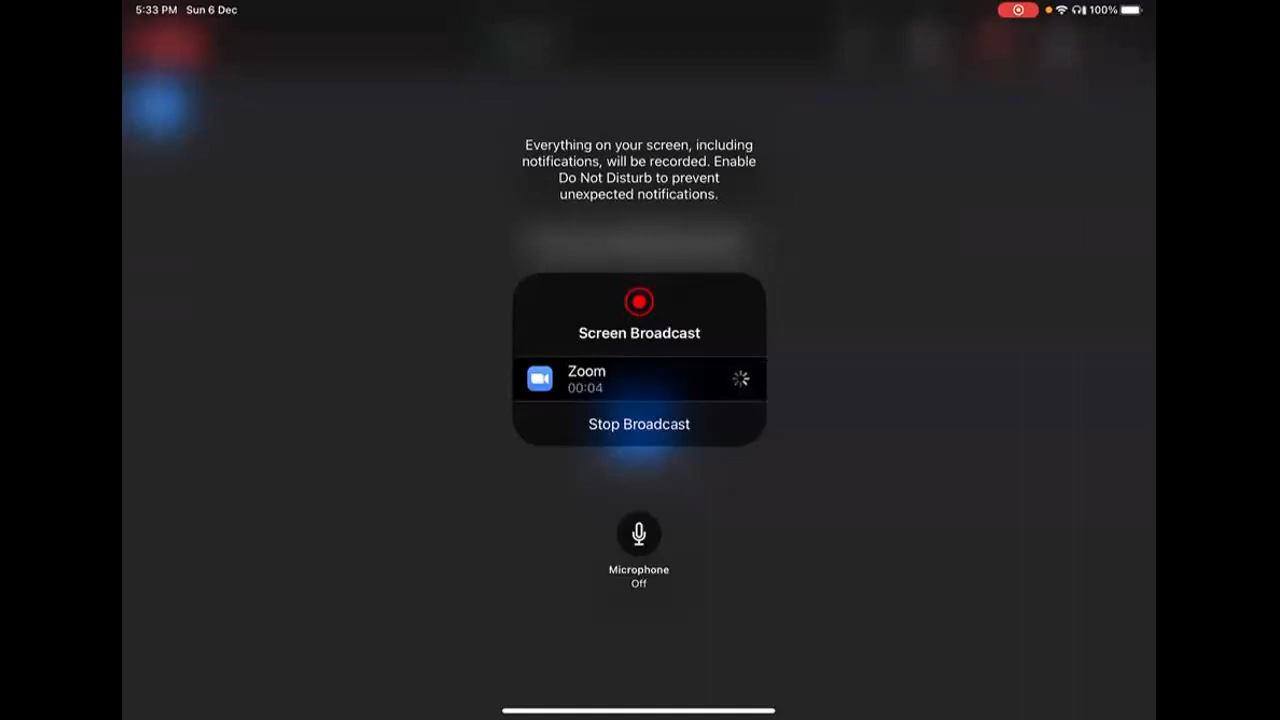 5:33 PM Sun 6 Dec
100%
Everything on your screen, including
notifications, will be recorded. Enable
Do Not Disturb to prevent
unexpected notifications.
Screen Broadcast
Zoom
00:04
Stop Broadcast
Microphone
Off